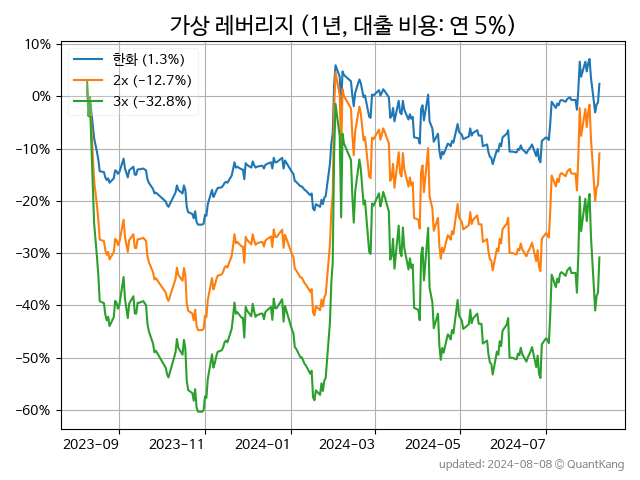 가상 레버리지 (1년, 대출 비용: 연 5%)
한화 (1.3%)
2x (−12.7%)
3x (−32.8%)
10%
0%
−10%
−20%
−30%
−40%
−50%
−60%
2023-09
2023-11
2024-01
2024-03
2024-05
2024-07
updated: 2024-08-08 © QuantKang